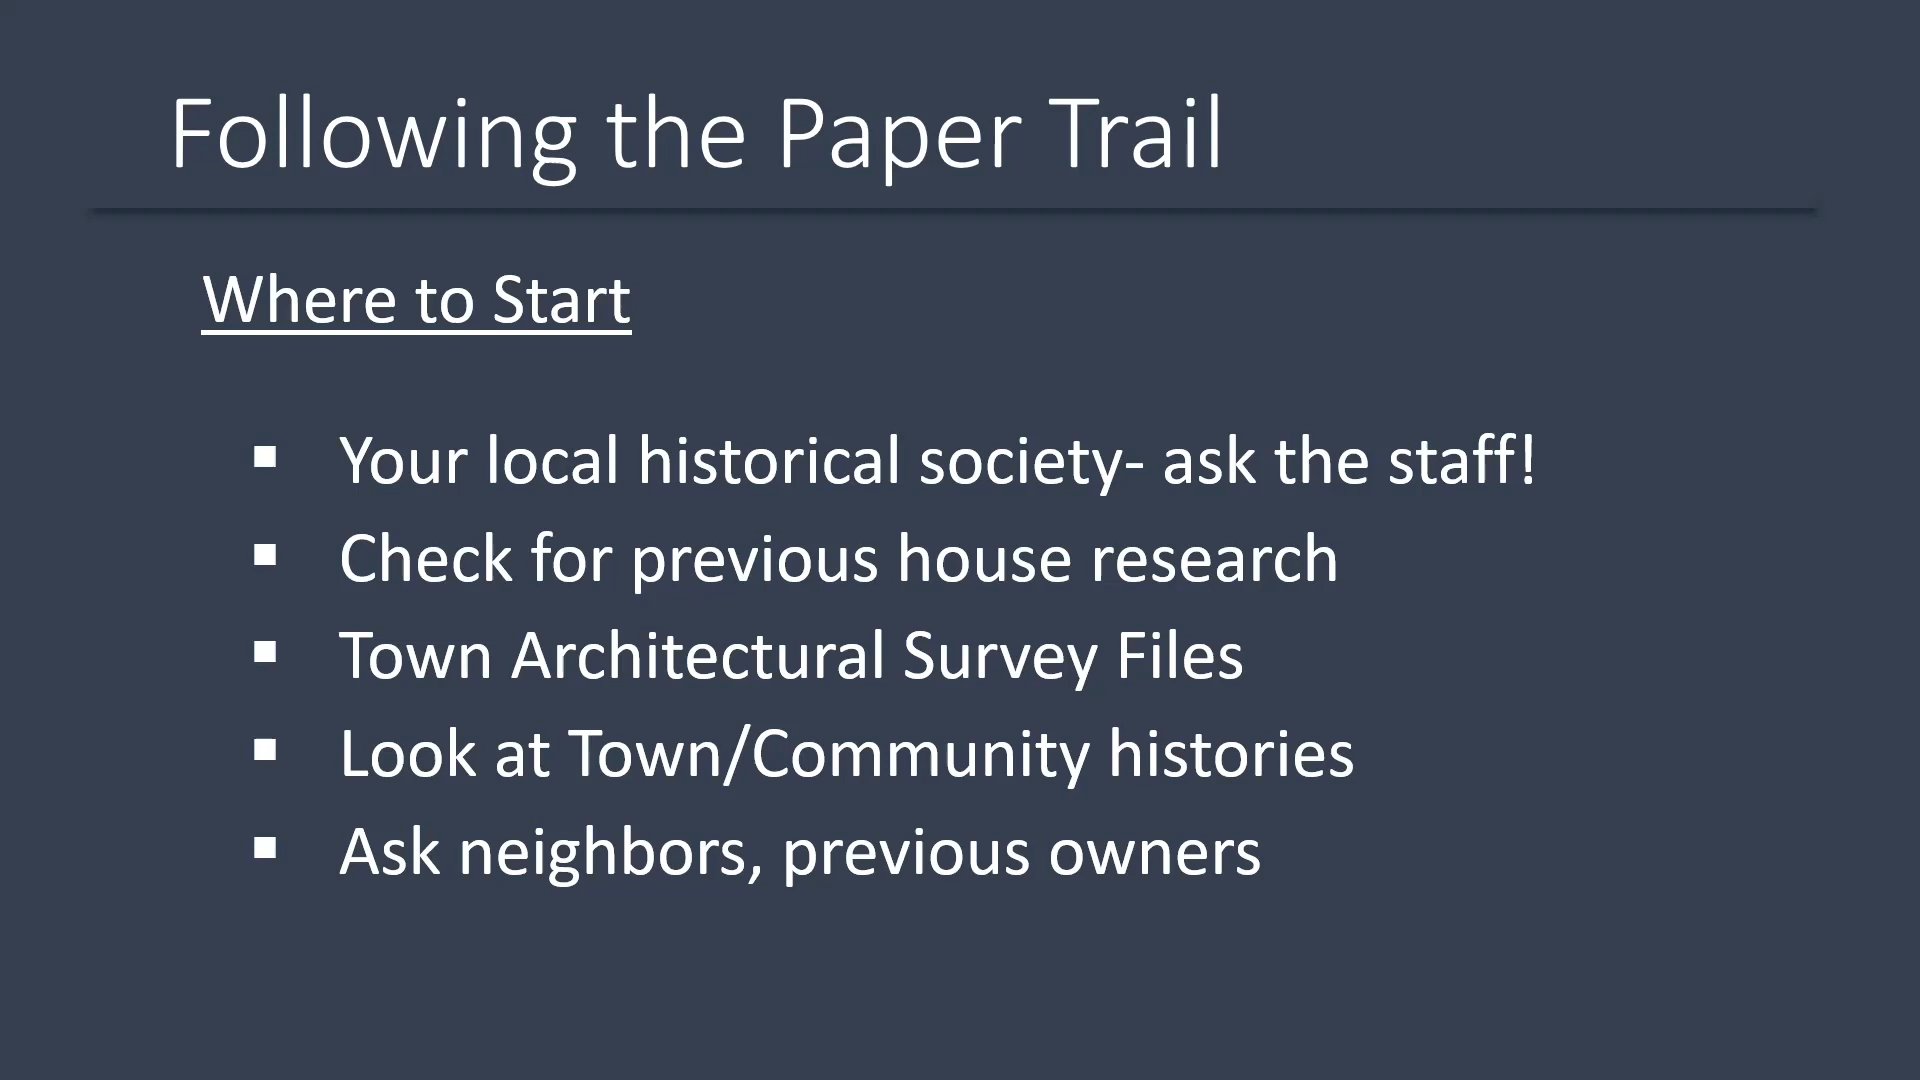 Following the Paper Trail
Where to Start
▪ Your local historical society- ask the staff!
▪ Check for previous house research
▪ Town Architectural Survey Files
▪ Look at Town/Community histories
▪ Ask neighbors, previous owners